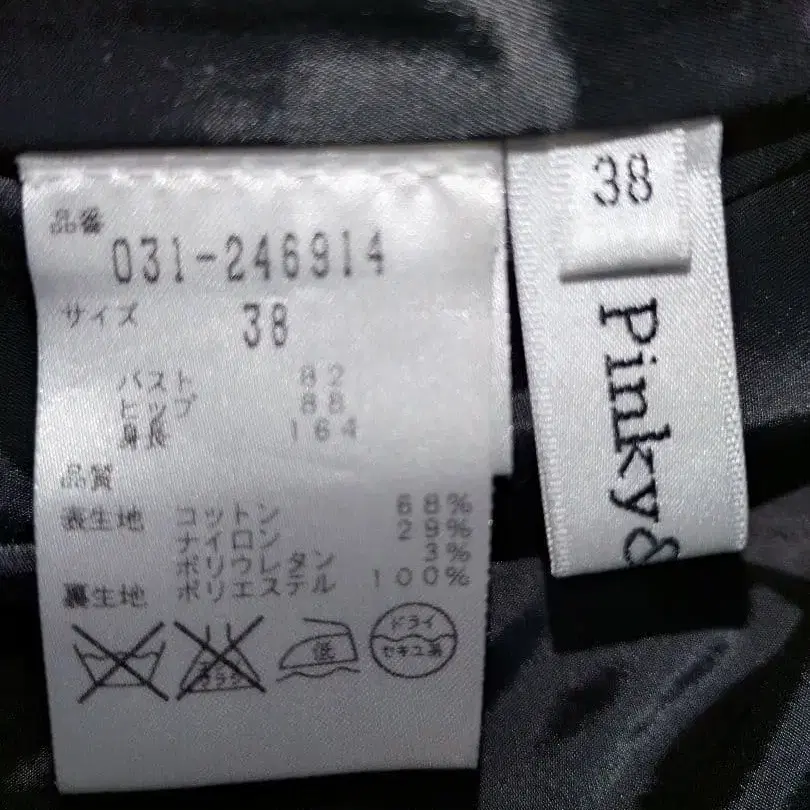 品番
031-246914
サイズ 38
バスト 82
ヒップ 88
身長 164
品質
表生地 コットン 68%
ナイロン 29%
ポリウレタン 3%
裏生地 ポリエステル 100%
低
ドライ
セキユ系
38
Pinky&